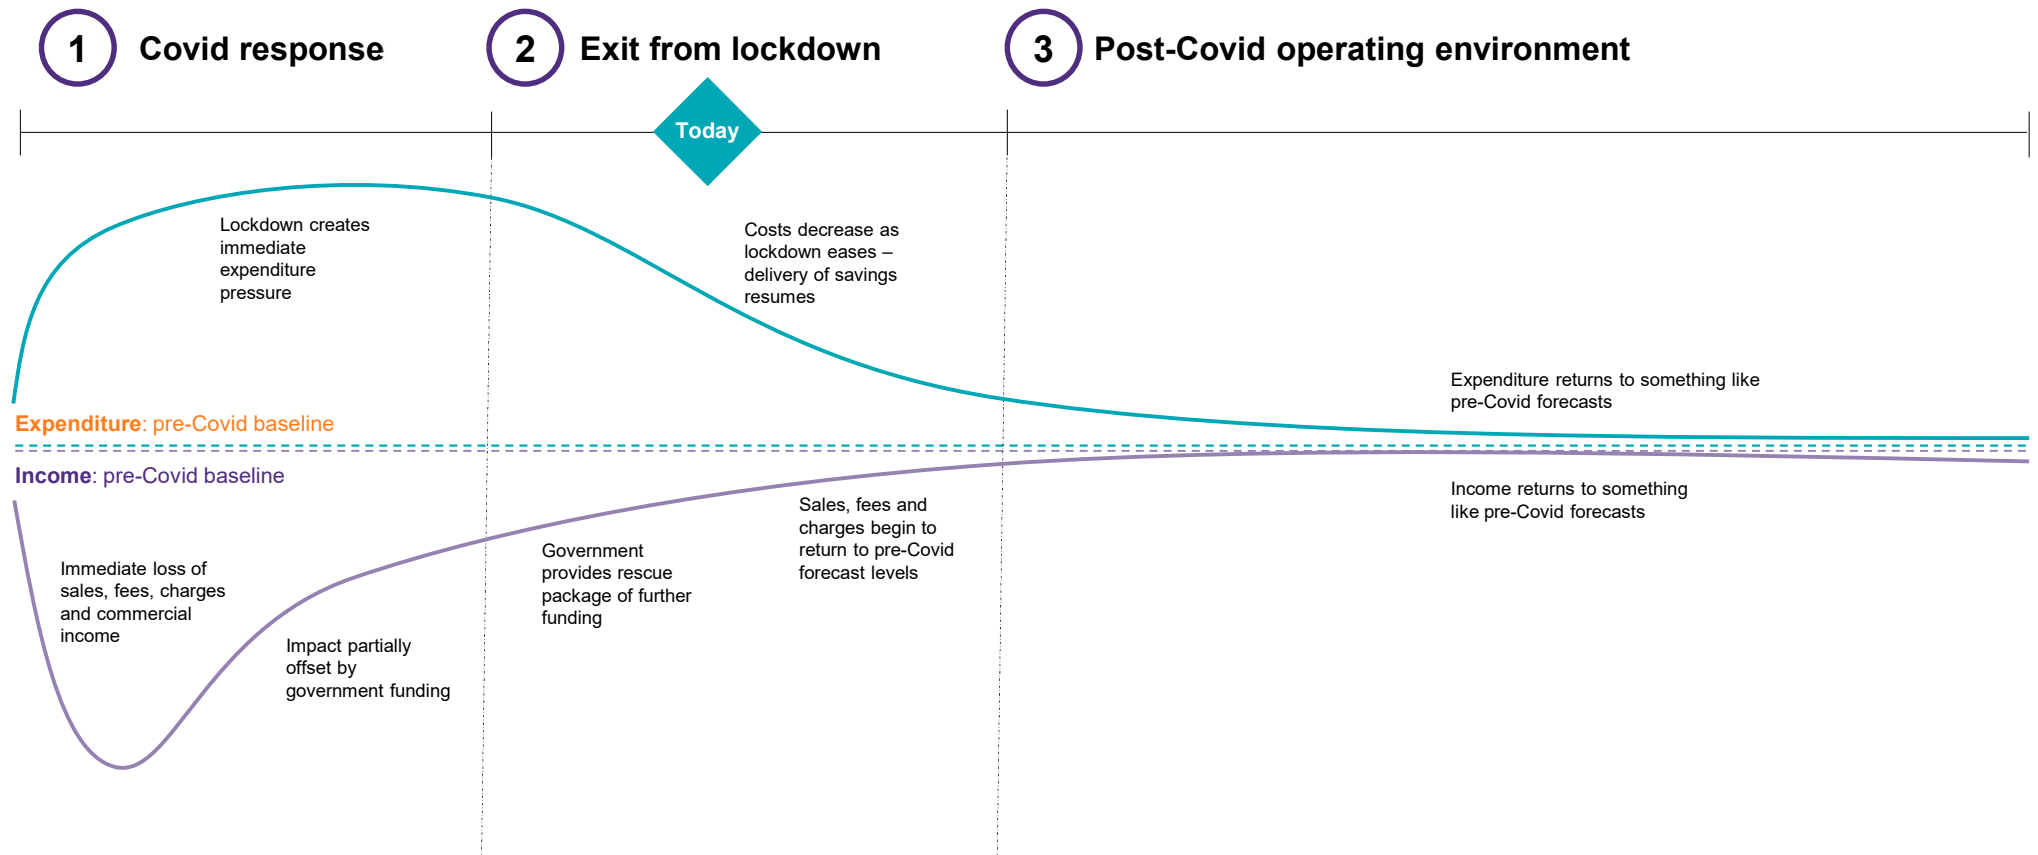 1 Covid response
2 Exit from lockdown
3 Post-Covid operating environment
Today
Lockdown creates
immediate
expenditure
pressure
Costs decrease as
lockdown eases –
delivery of savings
resumes
Expenditure returns to something like
pre-Covid forecasts
Expenditure: pre-Covid baseline
Income: pre-Covid baseline
Immediate loss of
sales, fees, charges
and commercial
income
Impact partially
offset by
government funding
Government
provides rescue
package of further
funding
Sales, fees and
charges begin to
return to pre-Covid
forecast levels
Income returns to something
like pre-Covid forecasts